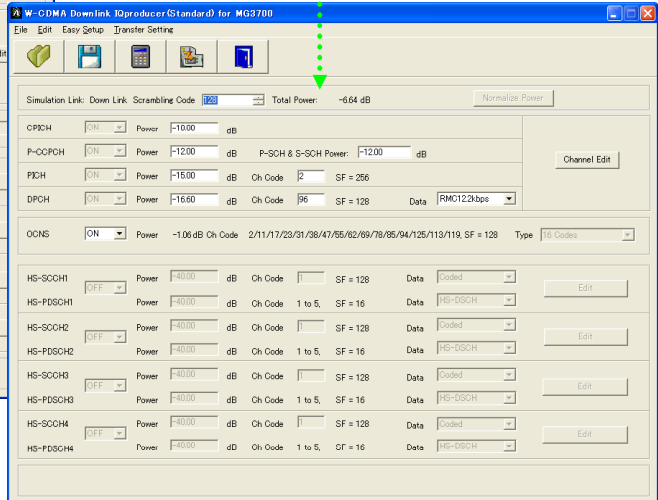 W-CDMA Downlink IQproducer(Standard) for MG3700
File Edit Easy Setup Transfer Setting
Simulation Link: Down Link Scrambling Code 128 Total Power: -6.64 dB Normalize Power
CPICH ON Power -10.00 dB
P-CCPCH ON Power -12.00 dB P-SCH & S-SCH Power: -12.00 dB
Channel Edit
PICH ON Power -15.00 dB Ch Code 2 SF = 256
DPCH ON Power -16.60 dB Ch Code 96 SF = 128 Data RMC12.2kbps
OCNS ON Power -1.06 dB Ch Code 2/11/17/23/31/38/47/55/62/69/78/85/94/125/113/119, SF = 128 Type 16 Codes
HS-SCCH1 OFF Power -40.00 dB Ch Code 1 SF = 128 Data Coded Edit
HS-PDSCH1 Power -40.00 dB Ch Code 1 to 5, SF = 16 Data HS-DSCH
HS-SCCH2 OFF Power -40.00 dB Ch Code 1 SF = 128 Data Coded Edit
HS-PDSCH2 Power -40.00 dB Ch Code 1 to 5, SF = 16 Data HS-DSCH
HS-SCCH3 OFF Power -40.00 dB Ch Code 1 SF = 128 Data Coded Edit
HS-PDSCH3 Power -40.00 dB Ch Code 1 to 5, SF = 16 Data HS-DSCH
HS-SCCH4 OFF Power -40.00 dB Ch Code 1 SF = 128 Data Coded Edit
HS-PDSCH4 Power -40.00 dB Ch Code 1 to 5, SF = 16 Data HS-DSCH